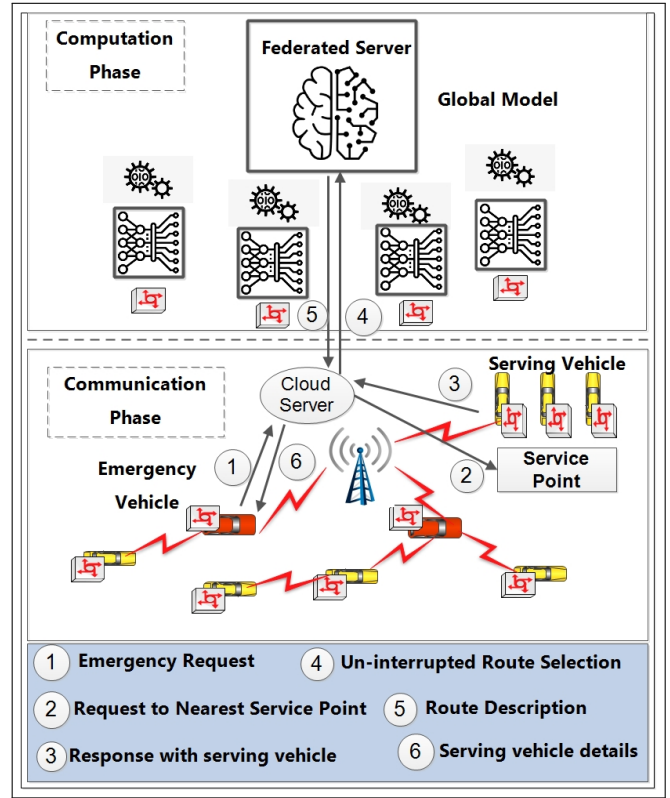 Computation
Phase
Federated Server
Global Model
5
4
Communication
Phase
Cloud
Server
Serving Vehicle
3
1
6
2
Service
Point
Emergency
Vehicle
1 Emergency Request
4 Un-interrupted Route Selection
2 Request to Nearest Service Point
5 Route Description
3 Response with serving vehicle
6 Serving vehicle details